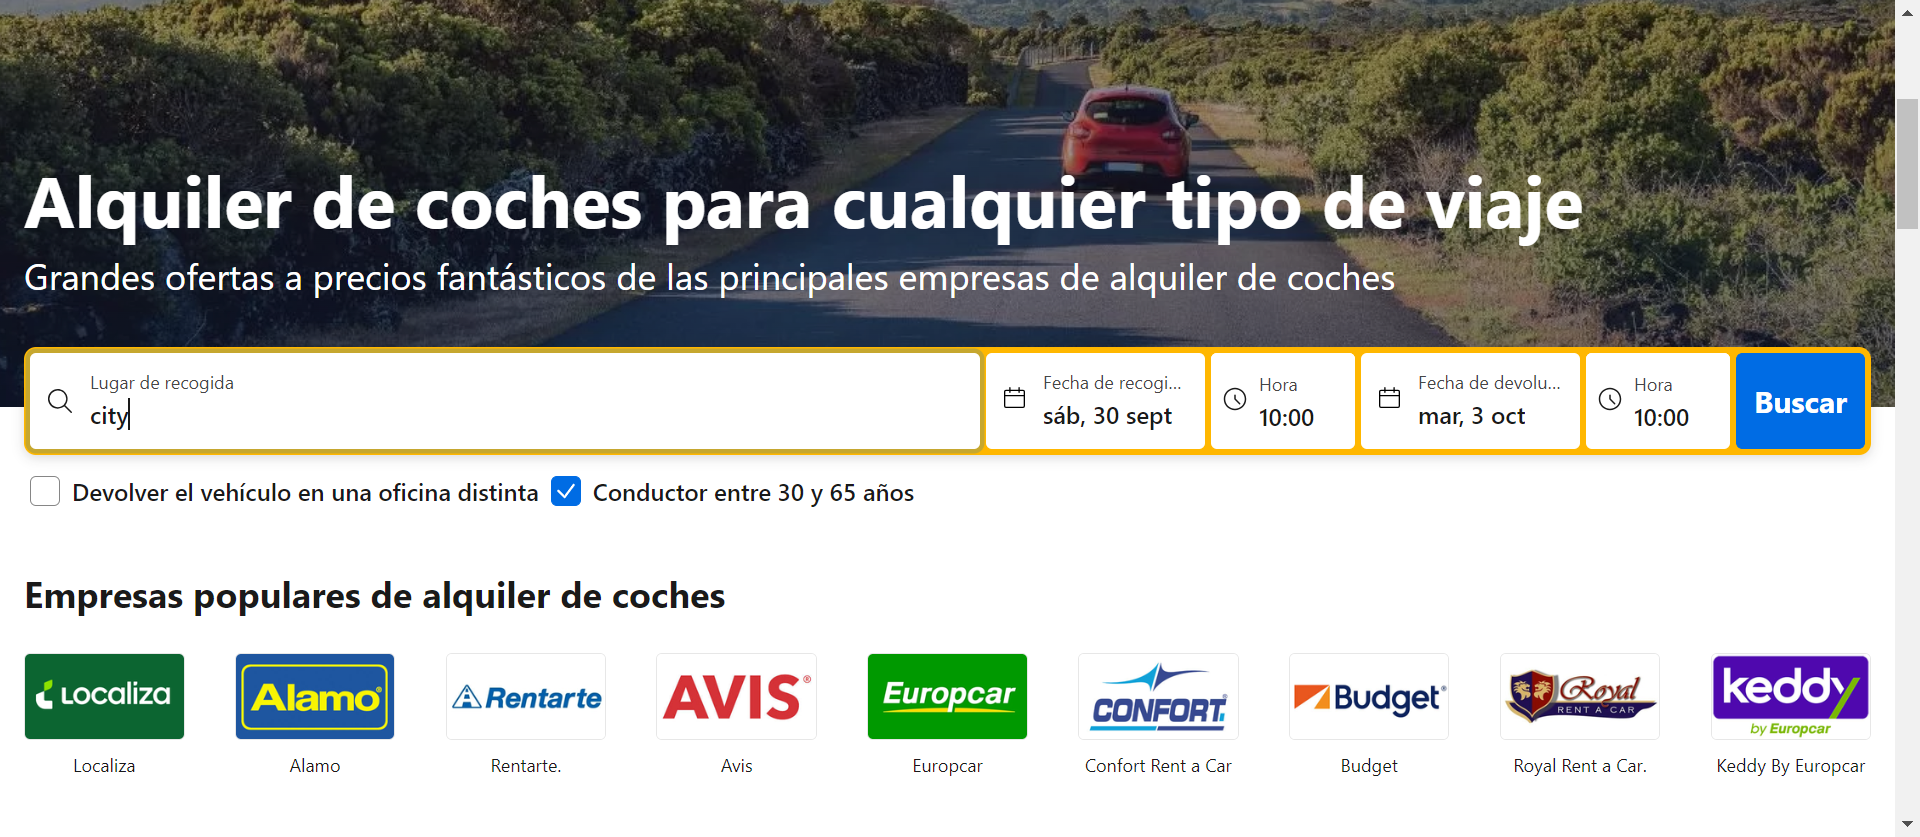 Alquiler de coches para cualquier tipo de viaje
Grandes ofertas a precios fantásticos de las principales empresas de alquiler de coches
Lugar de recogida
city
Fecha de recogi...
sáb, 30 sept
Hora
10:00
Fecha de devolu...
mar, 3 oct
Hora
10:00
Buscar
Devolver el vehículo en una oficina distinta
Conductor entre 30 y 65 años
Empresas populares de alquiler de coches
Localiza
Alamo®
Rentarte
AVIS®
Europcar
CONFORT®
Budget®
Royal
RENT A CAR
keddy
by Europcar
Localiza
Alamo
Rentarte.
Avis
Europcar
Confort Rent a Car
Budget
Royal Rent a Car.
Keddy By Europcar